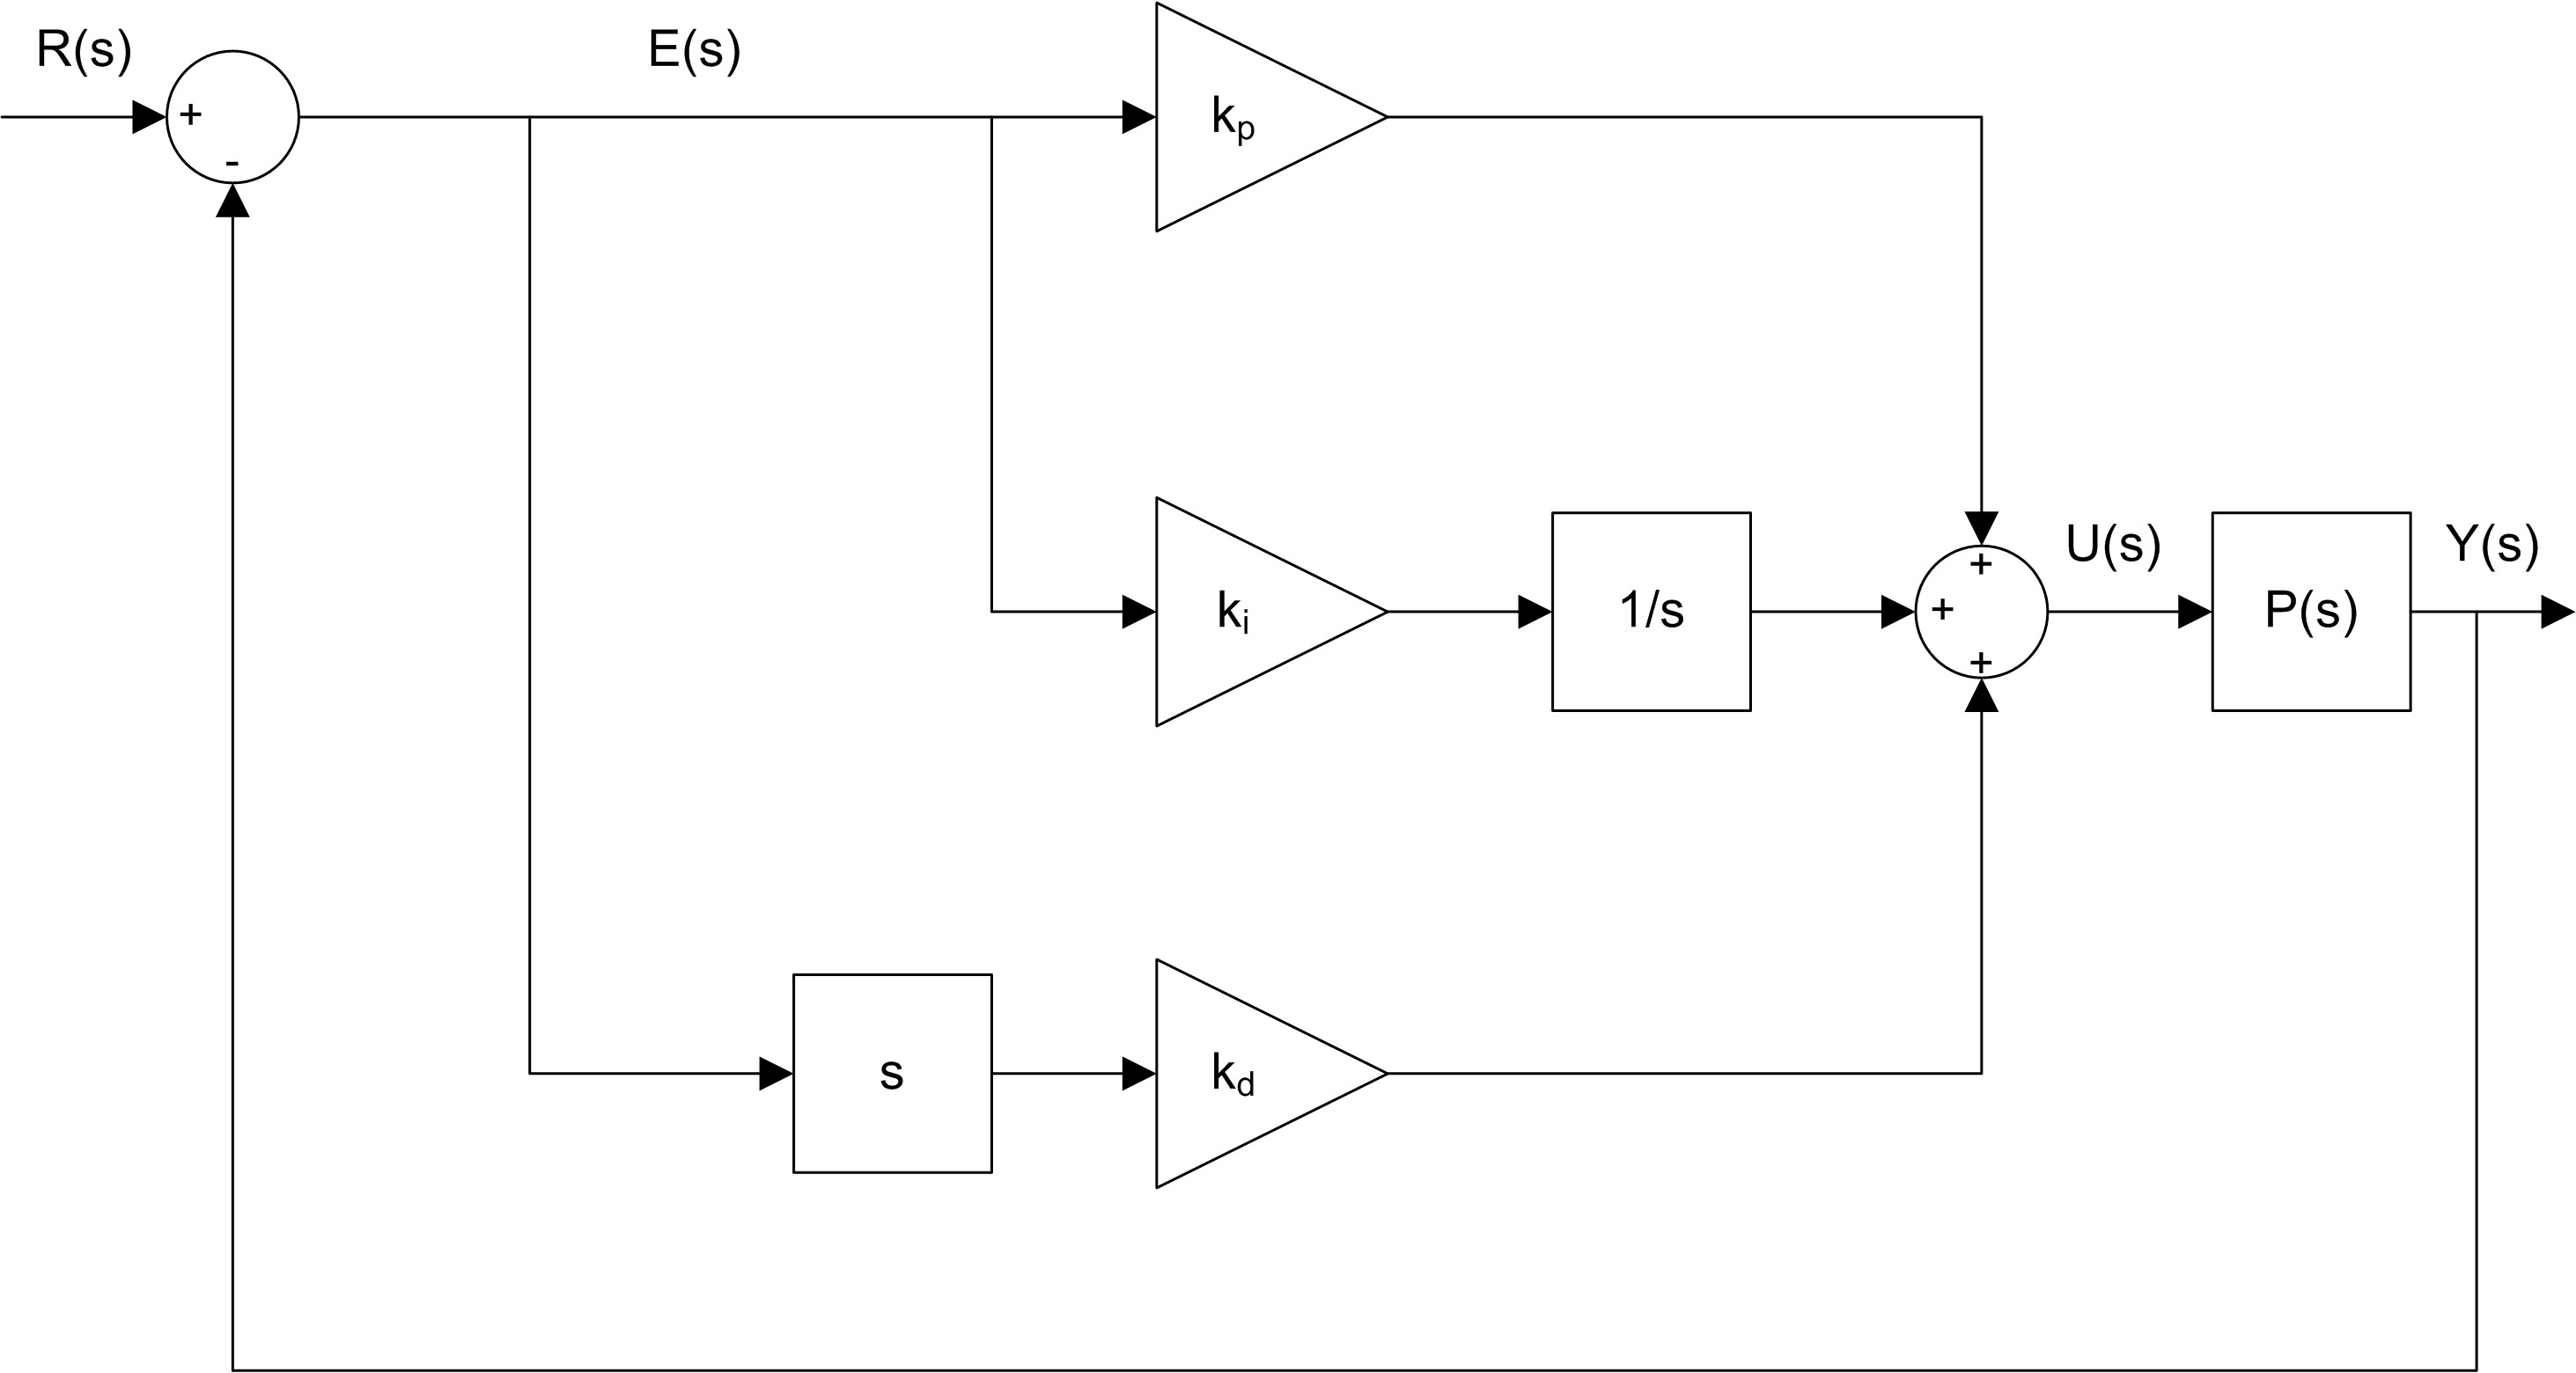 R(s)
E(s)
+
-
kp
ki
1/s
+
+
+
U(s)
P(s)
Y(s)
s
kd